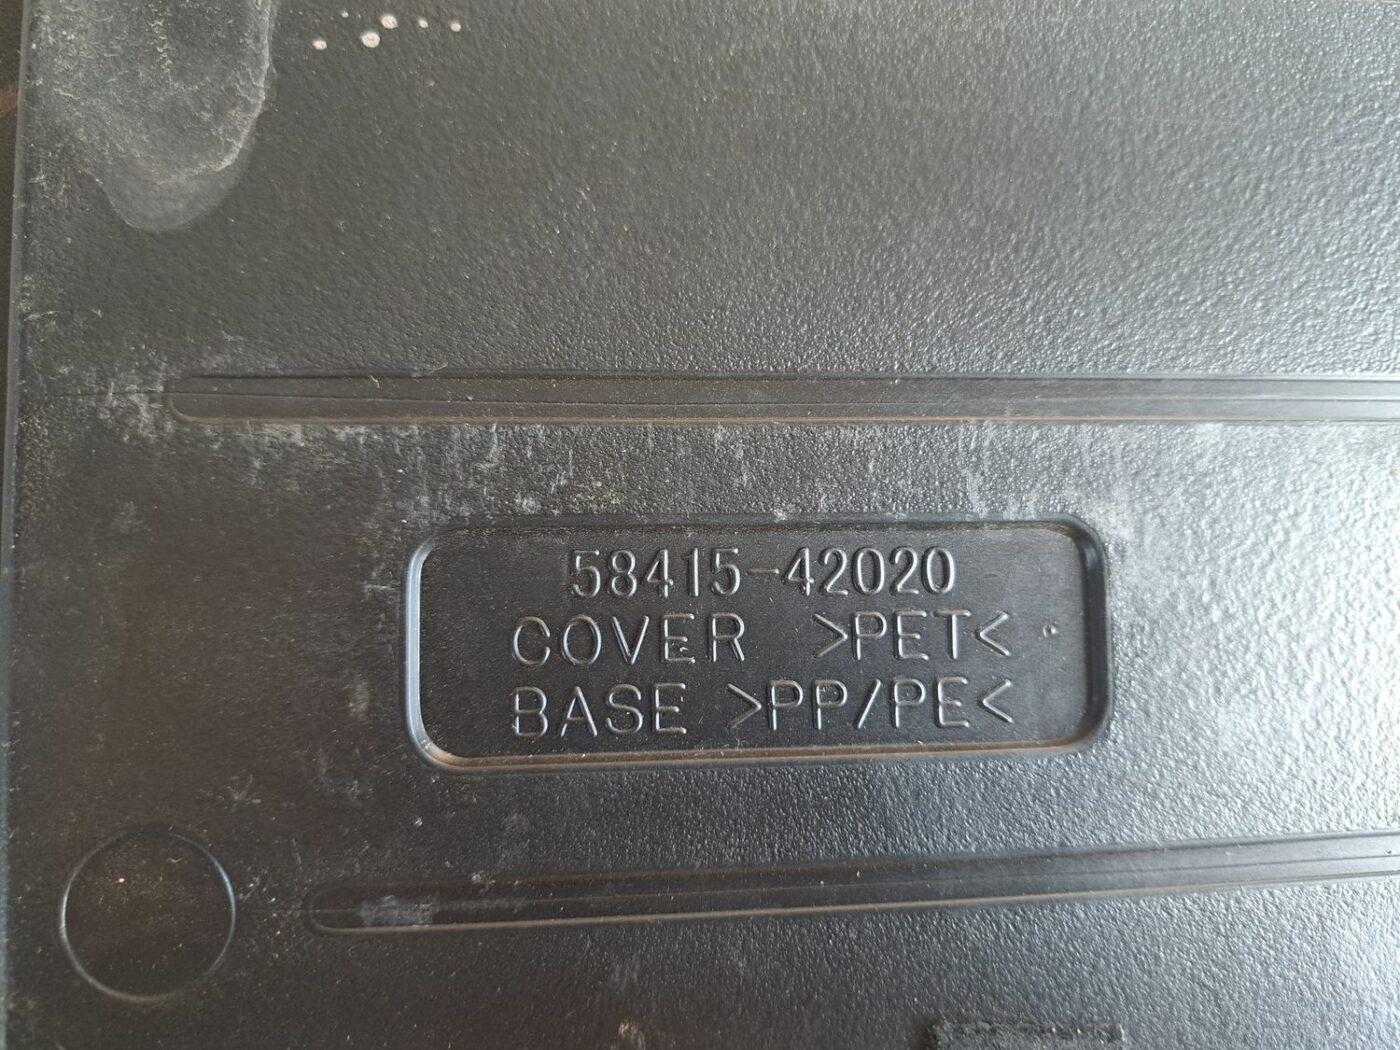 58415-42020
COVER >PET<
BASE >PP/PE<